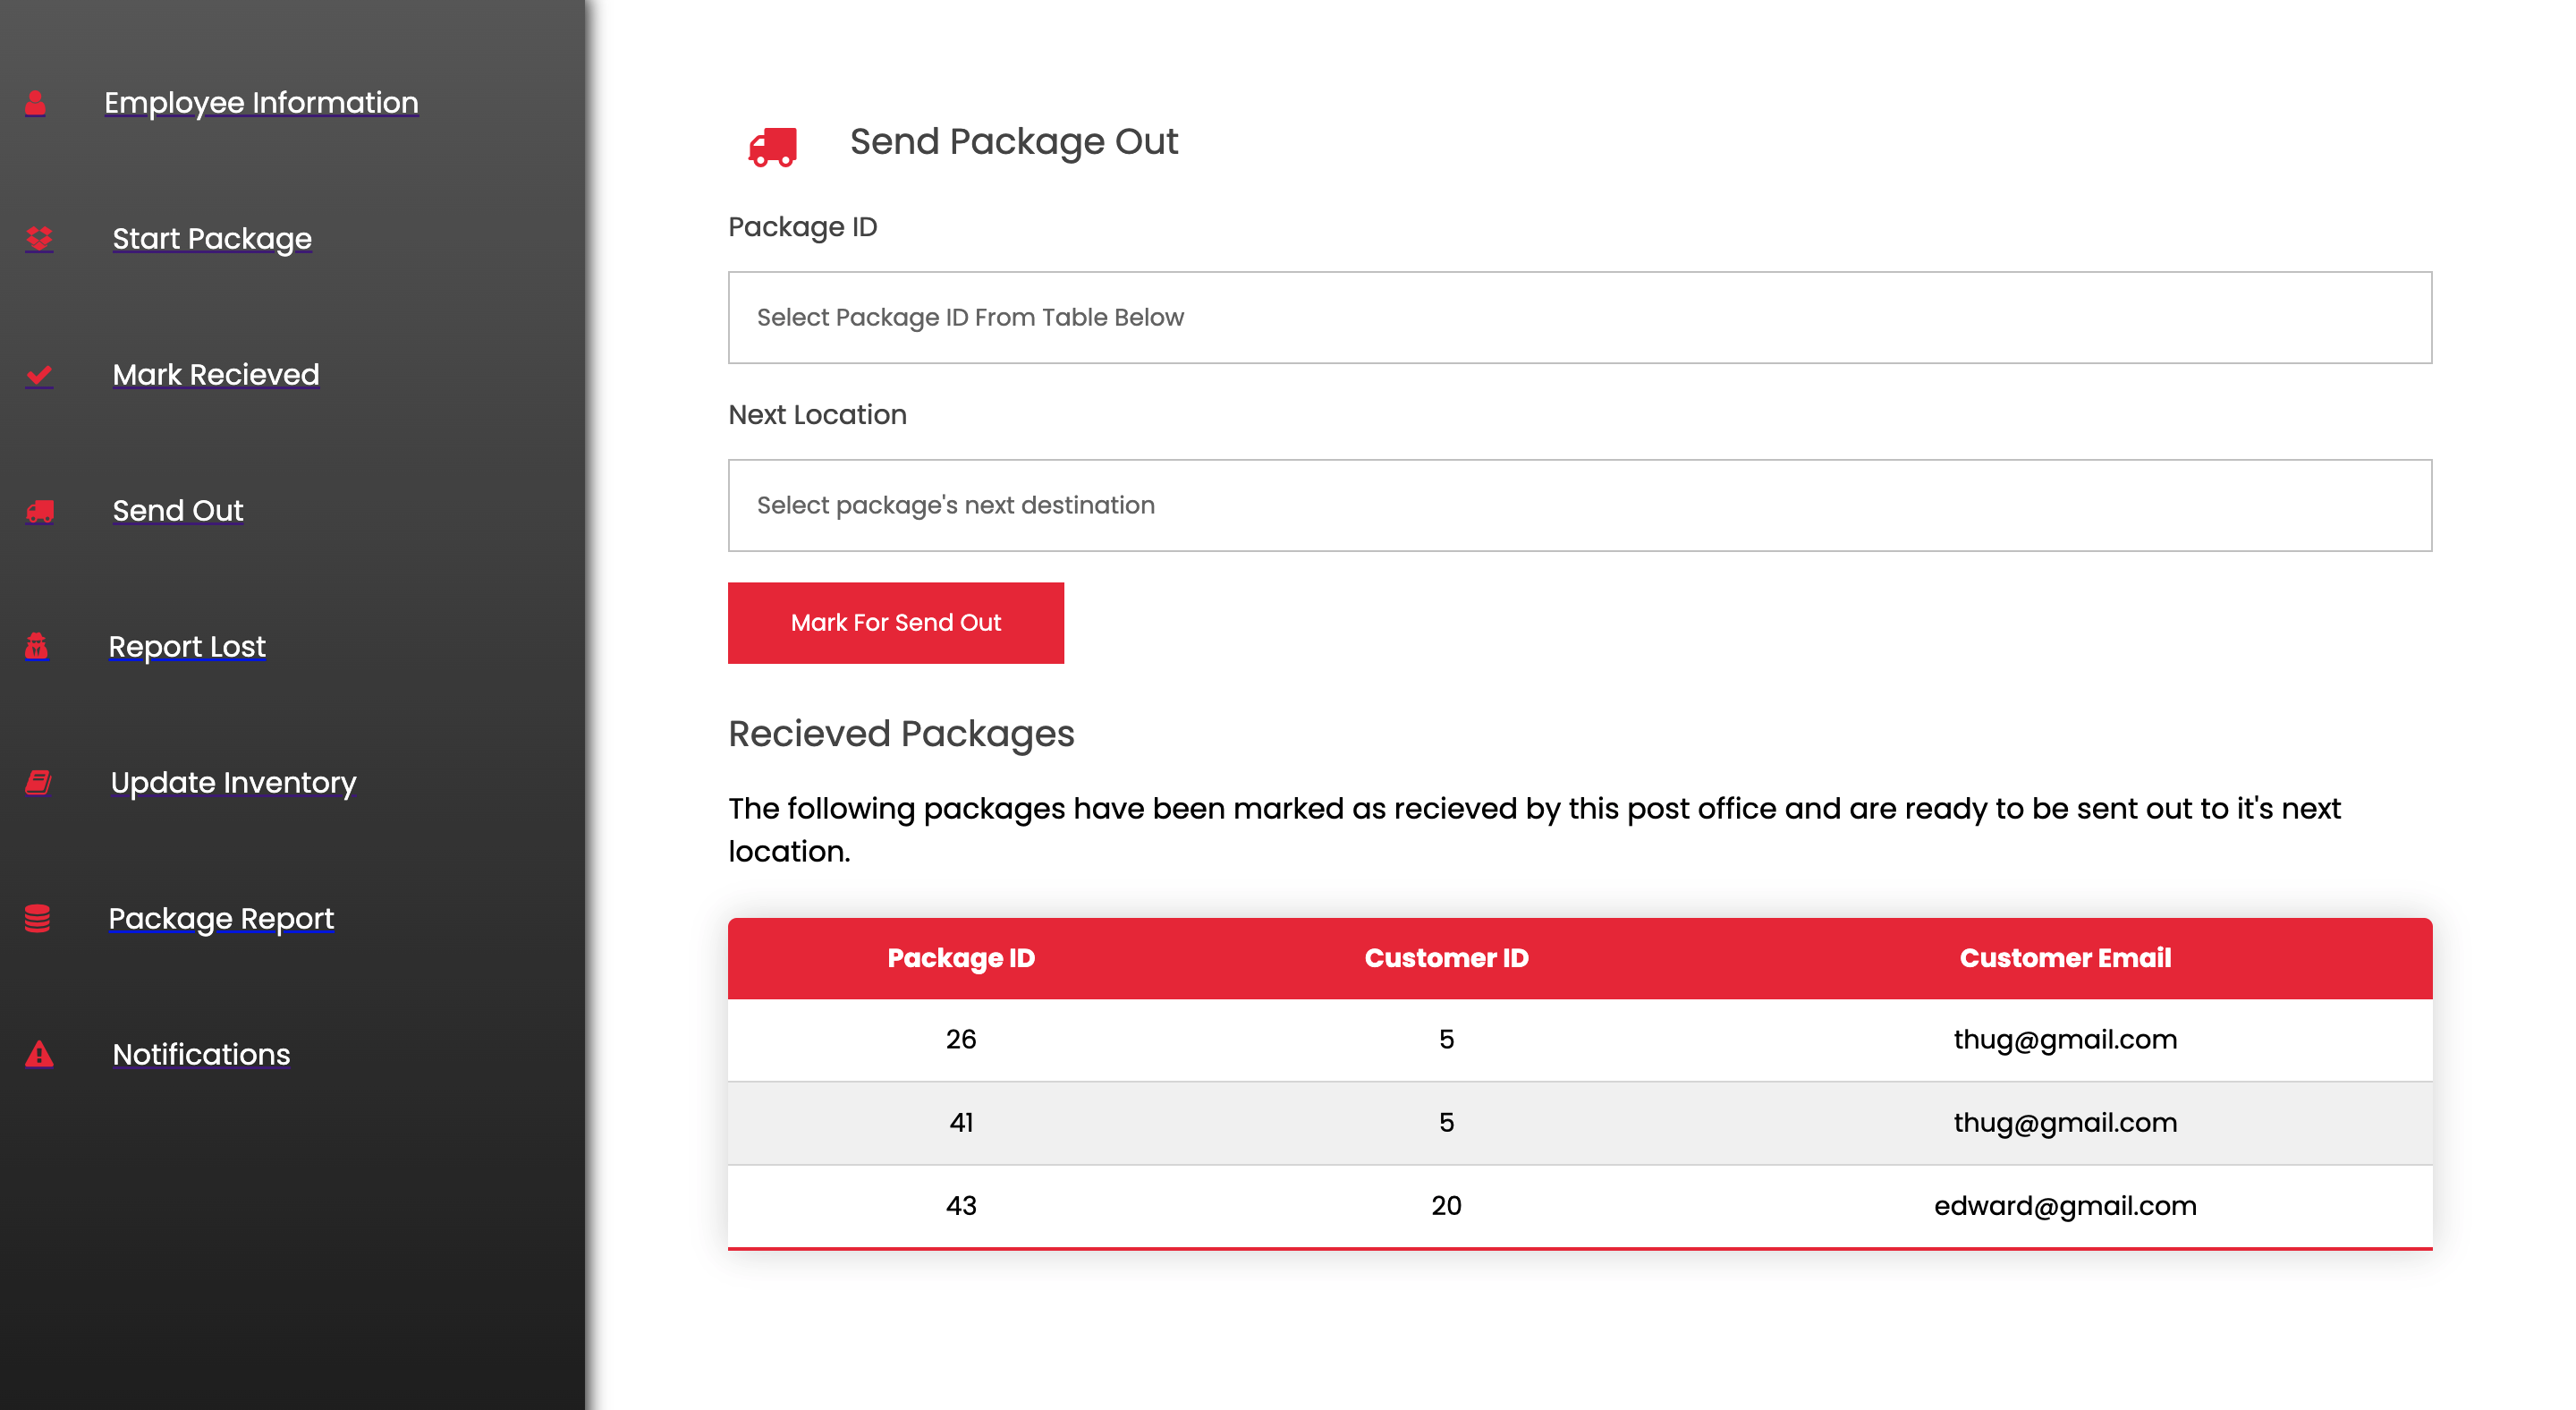 Employee Information
Start Package
Mark Recieved
Send Out
Report Lost
Update Inventory
Package Report
Notifications
Send Package Out
Package ID
Select Package ID From Table Below
Next Location
Select package's next destination
Mark For Send Out
Recieved Packages
The following packages have been marked as recieved by this post office and are ready to be sent out to it's next
location.
Package ID Customer ID Customer Email
26 5 thug@gmail.com
41 5 thug@gmail.com
43 20 edward@gmail.com